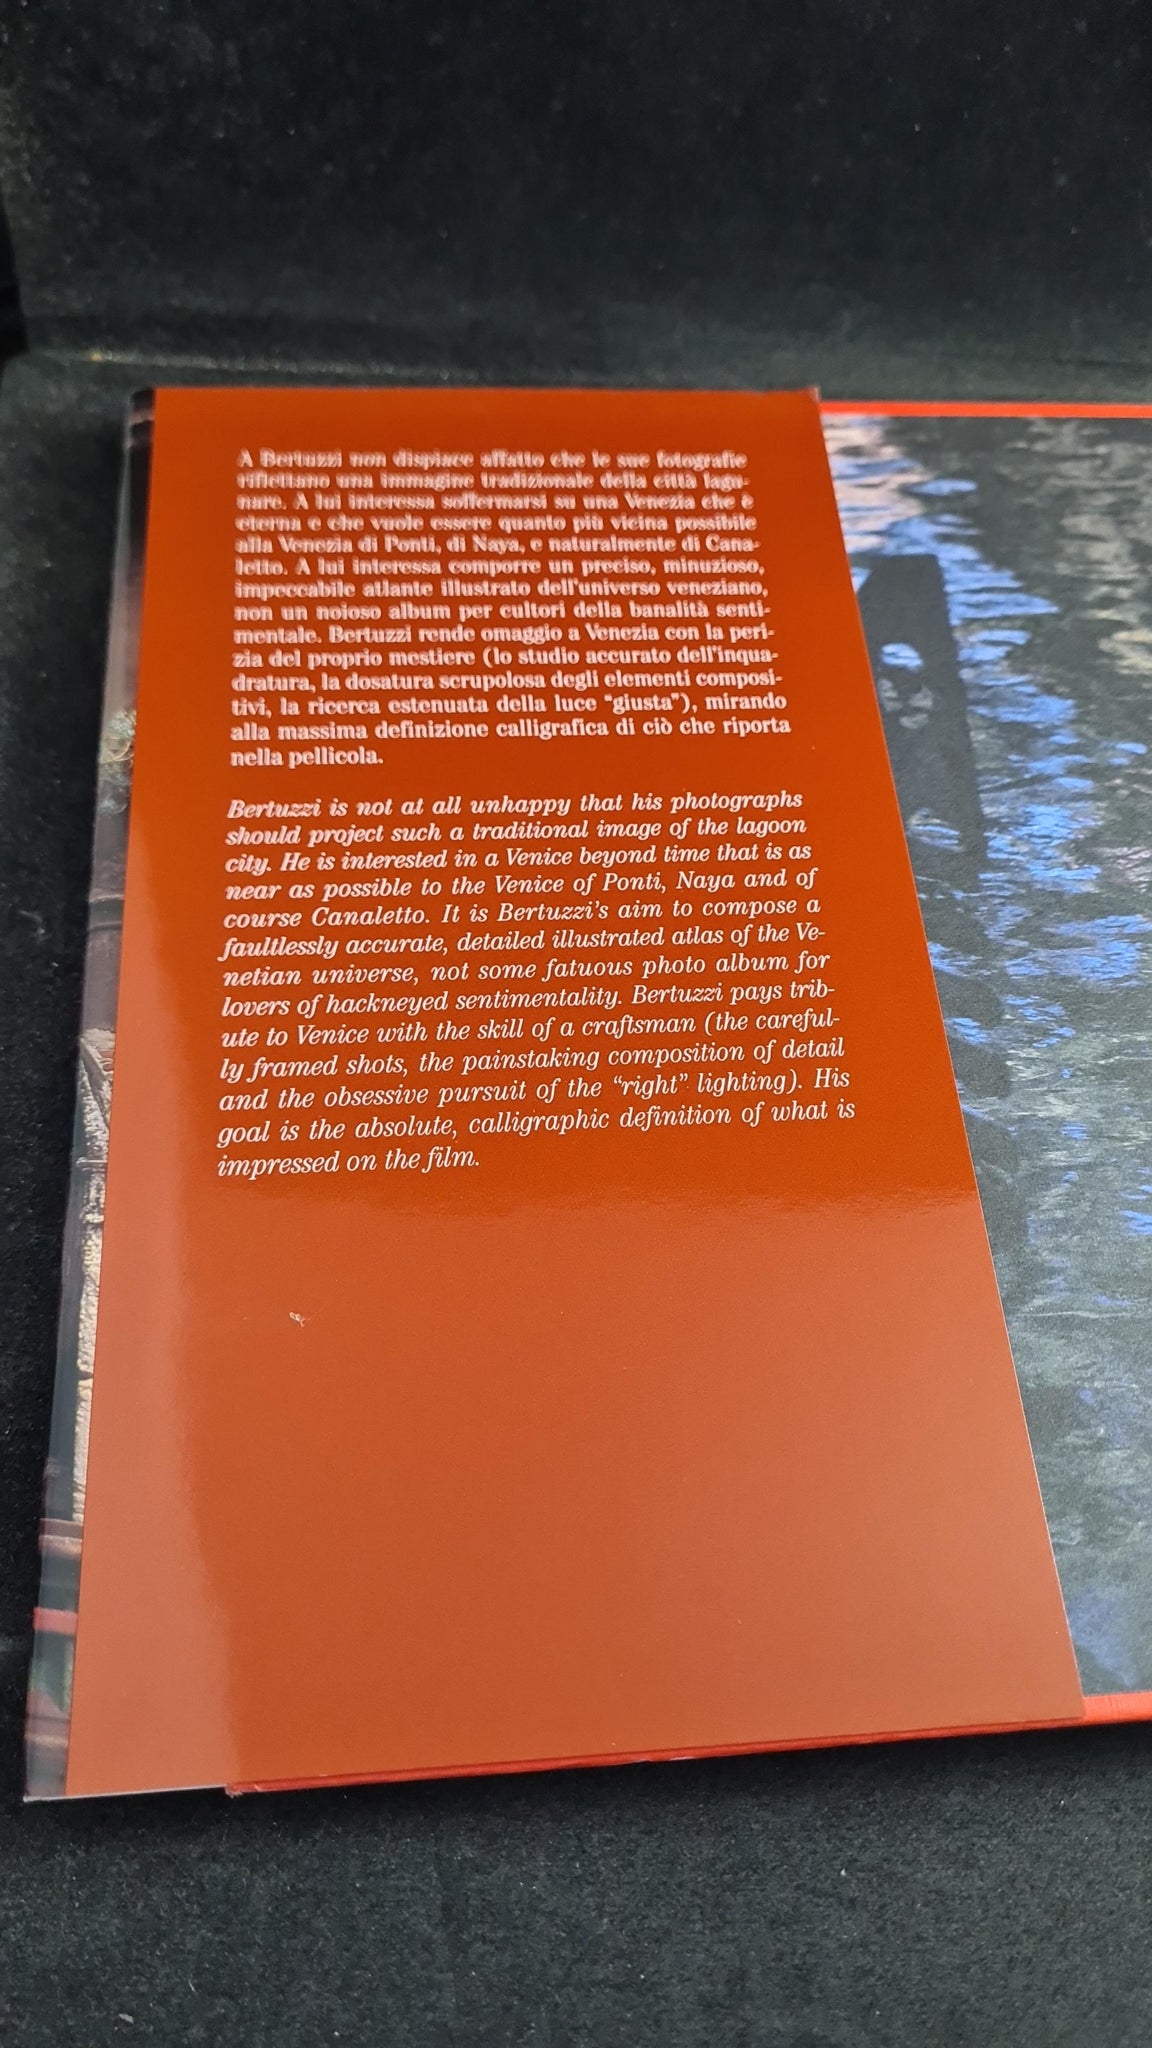 A Bertuzzi non dispiace affatto che le sue fotografie
riflettano una immagine tradizionale della città lagu-
nare. A lui interessa soffermarsi su una Venezia che è
eterna e che vuole essere quanto più vicina possibile
alla Venezia di Ponti, di Naya, e naturalmente di Cana-
letto. A lui interessa comporre un preciso, minuzioso,
impeccabile atlante illustrato dell'universo veneziano,
non un noioso album per cultori della banalità senti-
mentale. Bertuzzi rende omaggio a Venezia con la peri-
zia del proprio mestiere (lo studio accurato dell'inqua-
dratura, la dosatura scrupolosa degli elementi composi-
tivi, la ricerca estenuata della luce "giusta"), mirando
alla massima definizione calligrafica di ciò che riporta
nella pellicola.
Bertuzzi is not at all unhappy that his photographs
should project such a traditional image of the lagoon
city. He is interested in a Venice beyond time that is as
near as possible to the Venice of Ponti, Naya and of
course Canaletto. It is Bertuzzi's aim to compose a
faultlessly accurate, detailed illustrated atlas of the Ve-
netian universe, not some fatuous photo album for
lovers of hackneyed sentimentality. Bertuzzi pays trib-
ute to Venice with the skill of a craftsman (the careful-
ly framed shots, the painstaking composition of detail
and the obsessive pursuit of the "right" lighting). His
goal is the absolute, calligraphic definition of what is
impressed on the film.